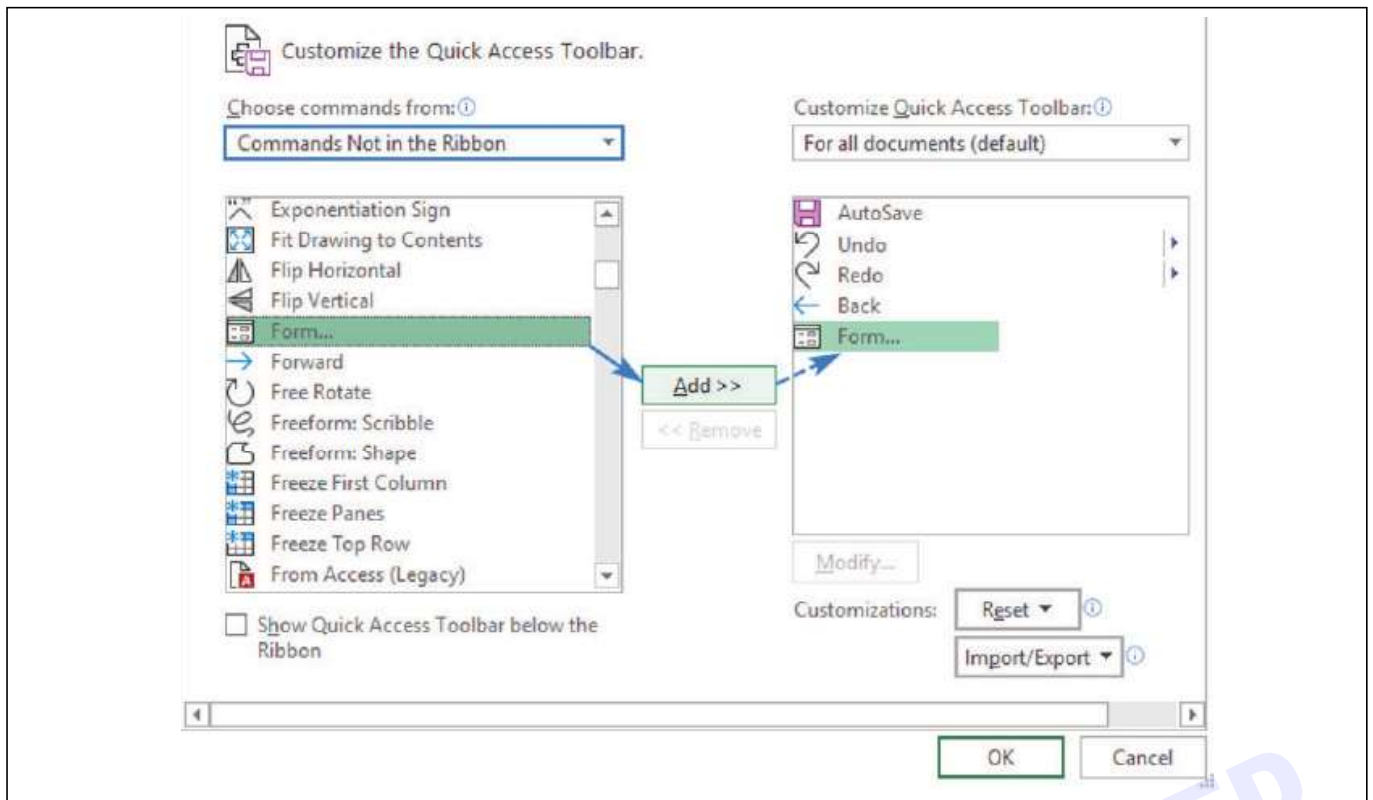 Customize the Quick Access Toolbar.
Choose commands from:
Commands Not in the Ribbon
Exponentiation Sign
Fit Drawing to Contents
Flip Horizontal
Flip Vertical
Form...
Forward
Free Rotate
Freeform: Scribble
Freeform: Shape
Freeze First Column
Freeze Panes
Freeze Top Row
From Access (Legacy)
Show Quick Access Toolbar below the
Ribbon
Add >>
<< Remove
Customize Quick Access Toolbar:
For all documents (default)
AutoSave
Undo
Redo
Back
Form...
Modify...
Customizations:
Reset
Import/Export
OK
Cancel